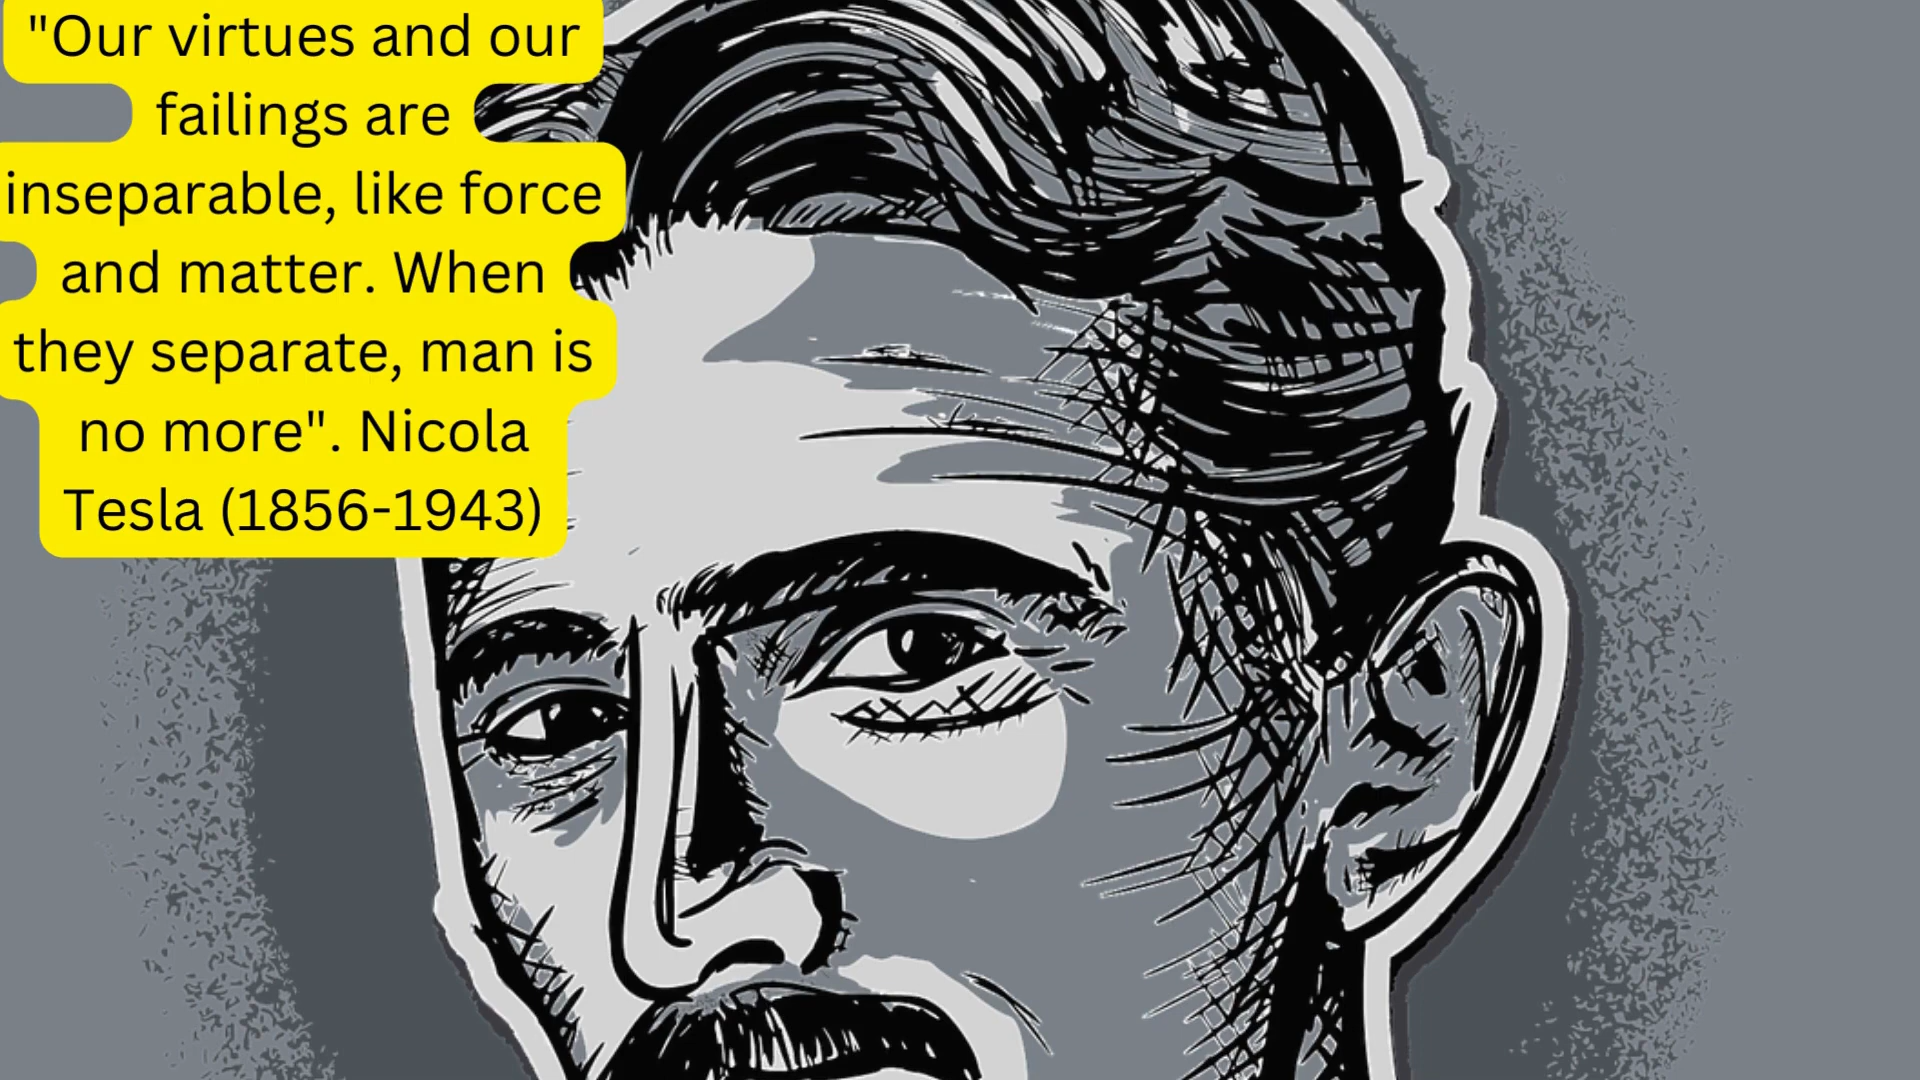 "Our virtues and our
failings are
inseparable, like force
and matter. When
they separate, man is
no more". Nicola
Tesla (1856-1943)